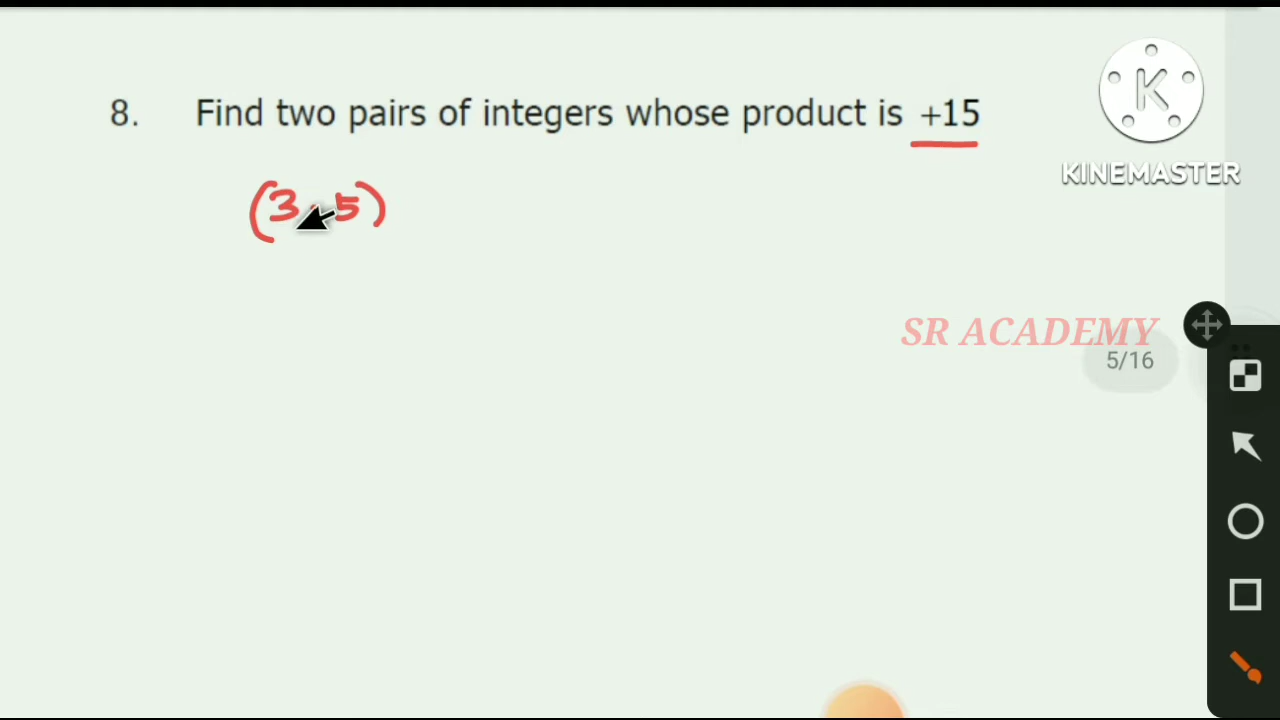 8. Find two pairs of integers whose product is +15
K
KINEMASTER
(3, 5)
SR ACADEMY
5/16